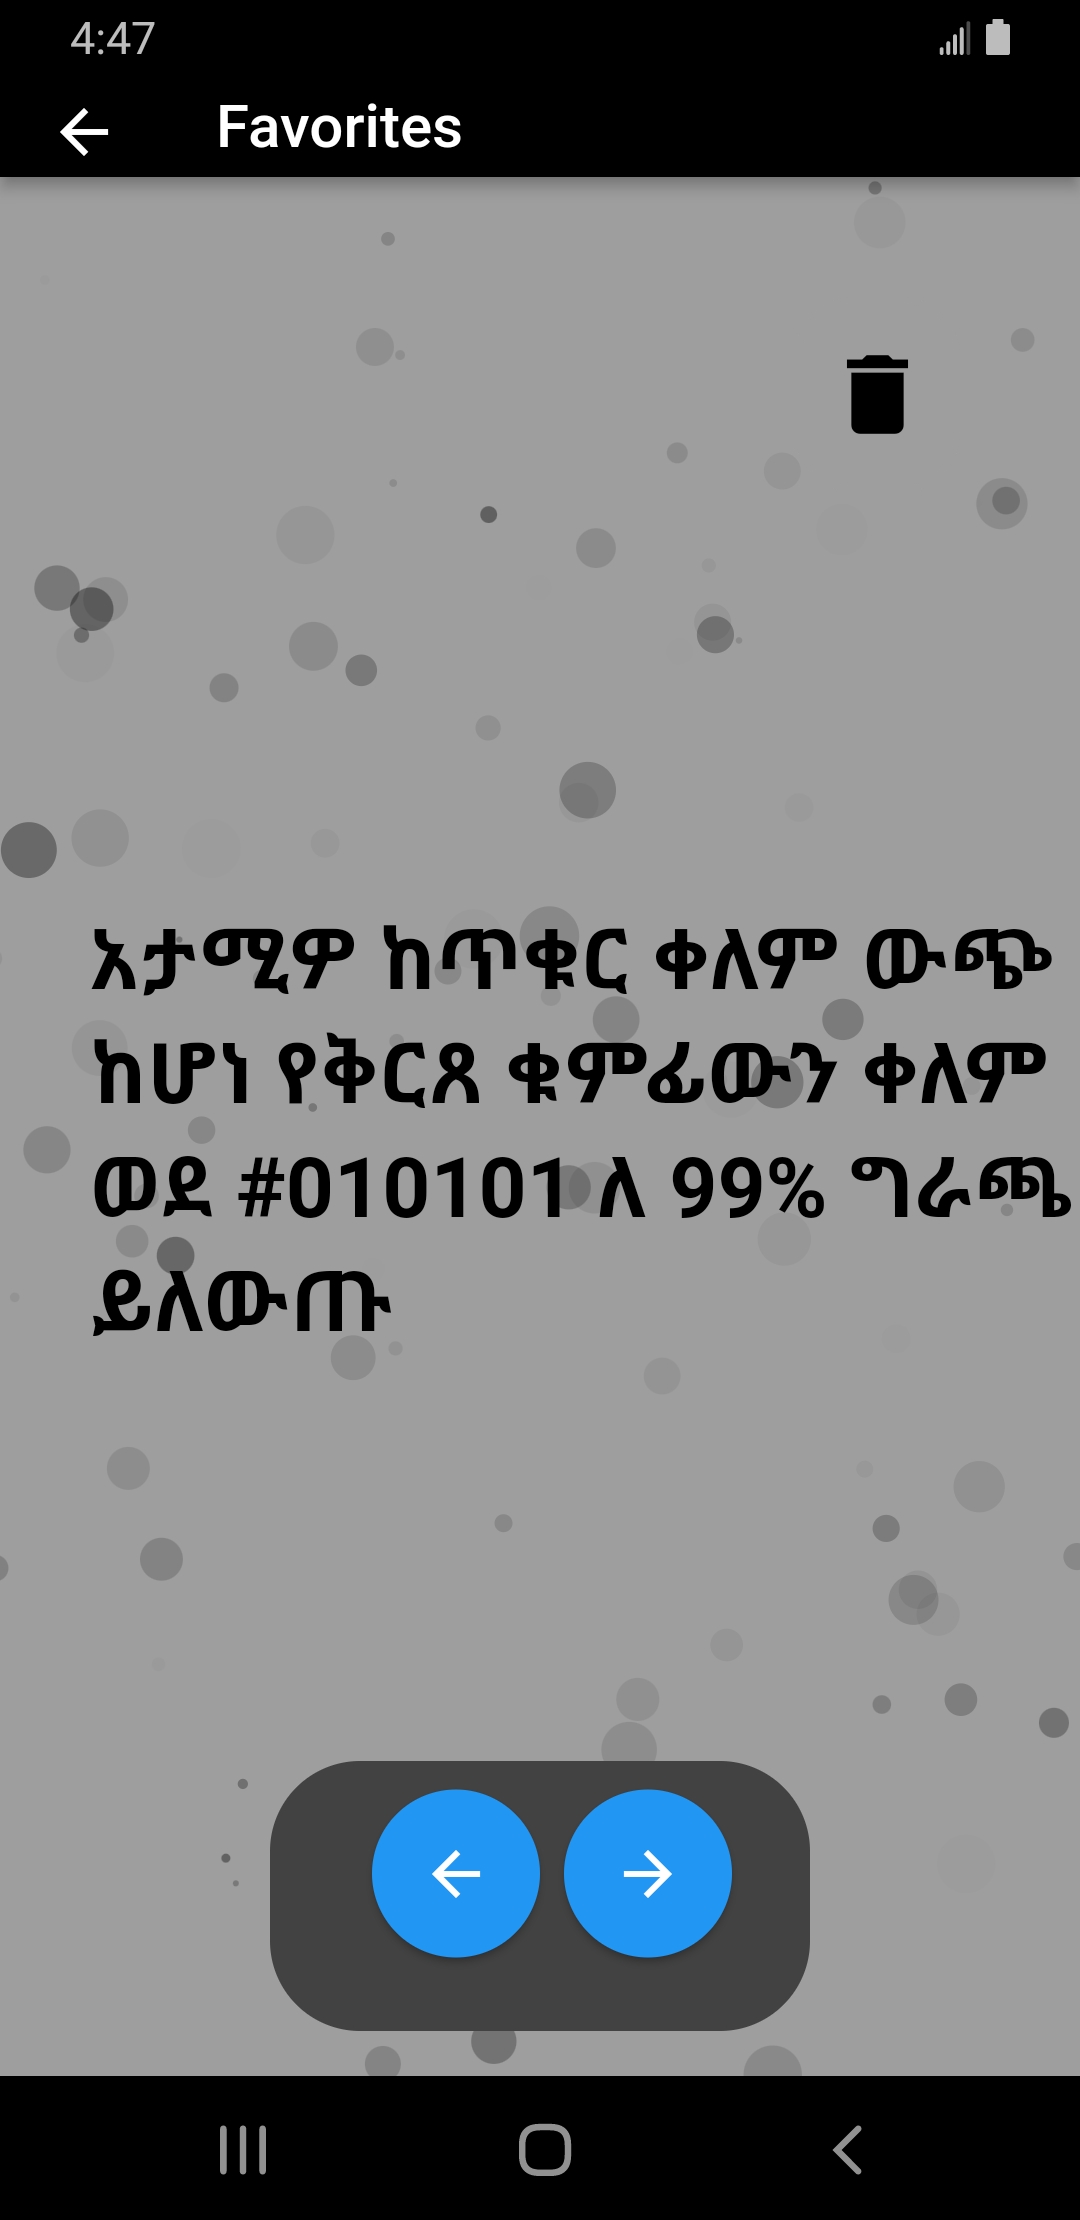 4:47
Favorites
አታሚዎ ከጥቁር ቀለም ውጭ
ከሆነ የቅርጸ ቁምፊውን ቀለም
ወደ #010101 ለ 99% ግራጫ
ይለውጡ